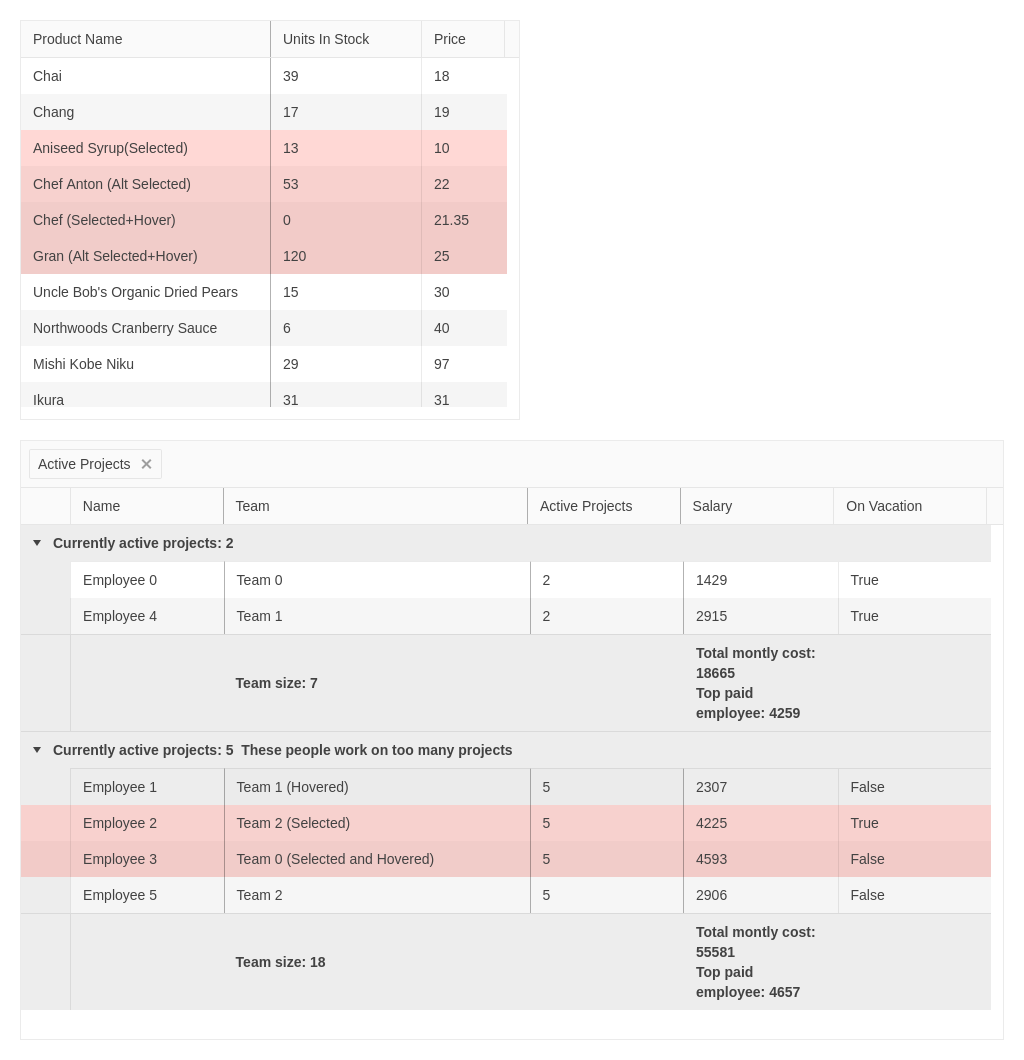 Product Name Units In Stock Price
Chai 39 18
Chang 17 19
Aniseed Syrup(Selected) 13 10
Chef Anton (Alt Selected) 53 22
Chef (Selected+Hover) 0 21.35
Gran (Alt Selected+Hover) 120 25
Uncle Bob's Organic Dried Pears 15 30
Northwoods Cranberry Sauce 6 40
Mishi Kobe Niku 29 97
Ikura 31 31
Active Projects ✕
Name Team Active Projects Salary On Vacation
Currently active projects: 2
Employee 0 Team 0 2 1429 True
Employee 4 Team 1 2 2915 True
Team size: 7
Total montly cost:
18665
Top paid
employee: 4259
Currently active projects: 5 These people work on too many projects
Employee 1 Team 1 (Hovered) 5 2307 False
Employee 2 Team 2 (Selected) 5 4225 True
Employee 3 Team 0 (Selected and Hovered) 5 4593 False
Employee 5 Team 2 5 2906 False
Team size: 18
Total montly cost:
55581
Top paid
employee: 4657